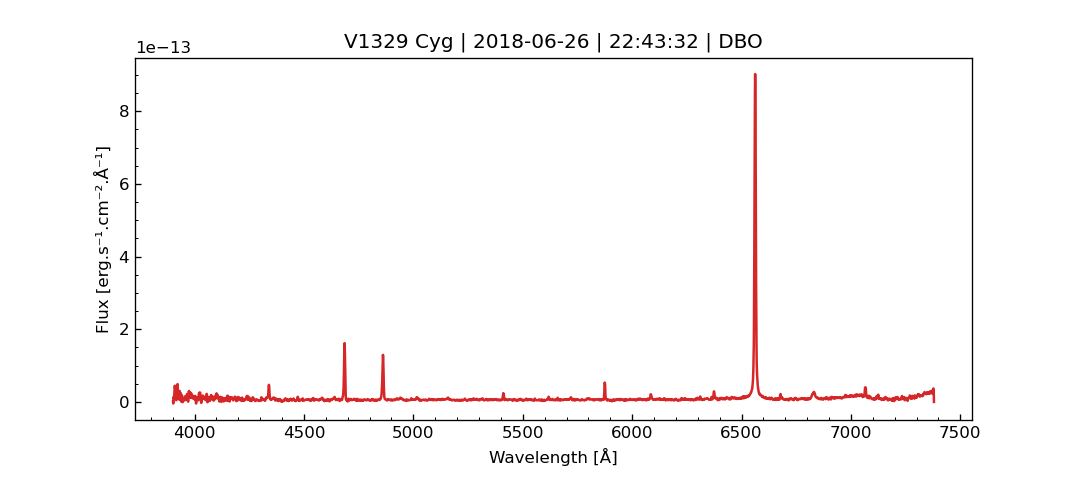 V1329 Cyg | 2018-06-26 | 22:43:32 | DBO
1e−13
8
6
4
2
0
Flux [erg.s⁻¹.cm⁻².Å⁻¹]
4000 4500 5000 5500 6000 6500 7000 7500
Wavelength [Å]